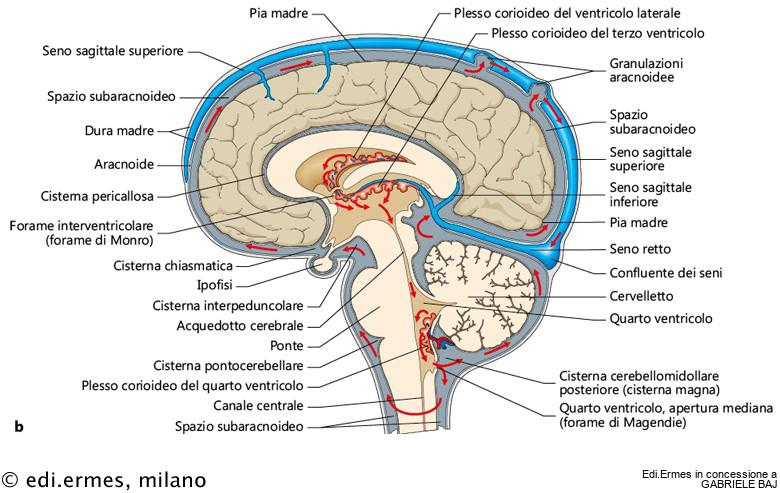 Pia madre
Plesso corioideo del ventricolo laterale
Plesso corioideo del terzo ventricolo
Seno sagittale superiore
Spazio subaracnoideo
Dura madre
Aracnoide
Cisterna pericallosa
Forame interventricolare
(forame di Monro)
Cisterna chiasmatica
Ipofisi
Cisterna interpeduncolare
Acquedotto cerebrale
Ponte
Cisterna pontocerebellare
Plesso corioideo del quarto ventricolo
Canale centrale
Spazio subaracnoideo
Granulazioni
aracnoidee
Spazio
subaracnoideo
Seno sagittale
superiore
Seno sagittale
inferiore
Pia madre
Seno retto
Confluente dei seni
Cervelletto
Quarto ventricolo
Cisterna cerebellomidollare
posteriore (cisterna magna)
Quarto ventricolo, apertura mediana
(forame di Magendie)
b
© edi.ermes, milano
Edi.Ermes in concessione a
GABRIELE BAJ